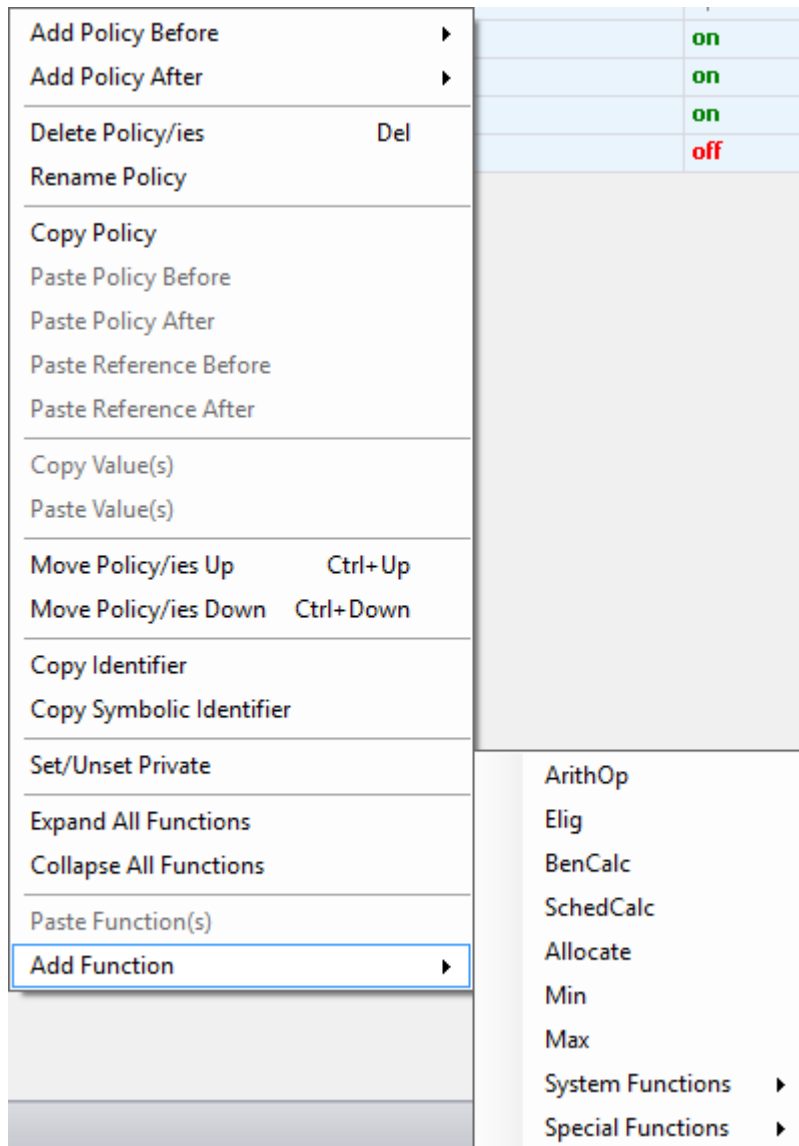 Add Policy Before
on
Add Policy After
on
on
Delete Policy/ies Del
off
Rename Policy
Copy Policy
Paste Policy Before
Paste Policy After
Paste Reference Before
Paste Reference After
Copy Value(s)
Paste Value(s)
Move Policy/ies Up Ctrl+Up
Move Policy/ies Down Ctrl+Down
Copy Identifier
Copy Symbolic Identifier
Set/Unset Private
Expand All Functions
Collapse All Functions
Paste Function(s)
Add Function
ArithOp
Elig
BenCalc
SchedCalc
Allocate
Min
Max
System Functions
Special Functions